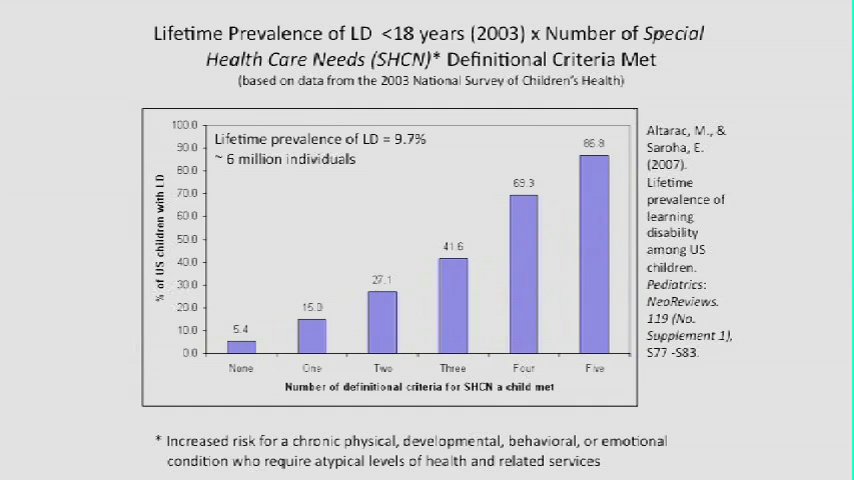 Lifetime Prevalence of LD <18 years (2003) x Number of Special
Health Care Needs (SHCN)* Definitional Criteria Met
(based on data from the 2003 National Survey of Children's Health)
Lifetime prevalence of LD = 9.7%
~ 6 million individuals
% of US children with LD
100.0
90.0
80.0
70.0
60.0
50.0
40.0
30.0
20.0
10.0
0.0
5.4
27.1
41.6
69.3
None
One
Two
Three
Four
Five
Number of definitional criteria for SHCN a child met
Altarac, M., &
Saroha, E.
(2007).
Lifetime
prevalence of
learning
disability
among US
children.
Pediatrics:
NeoReviews.
119 (No.
Supplement 1),
S77 -S83.
* Increased risk for a chronic physical, developmental, behavioral, or emotional
condition who require atypical levels of health and related services